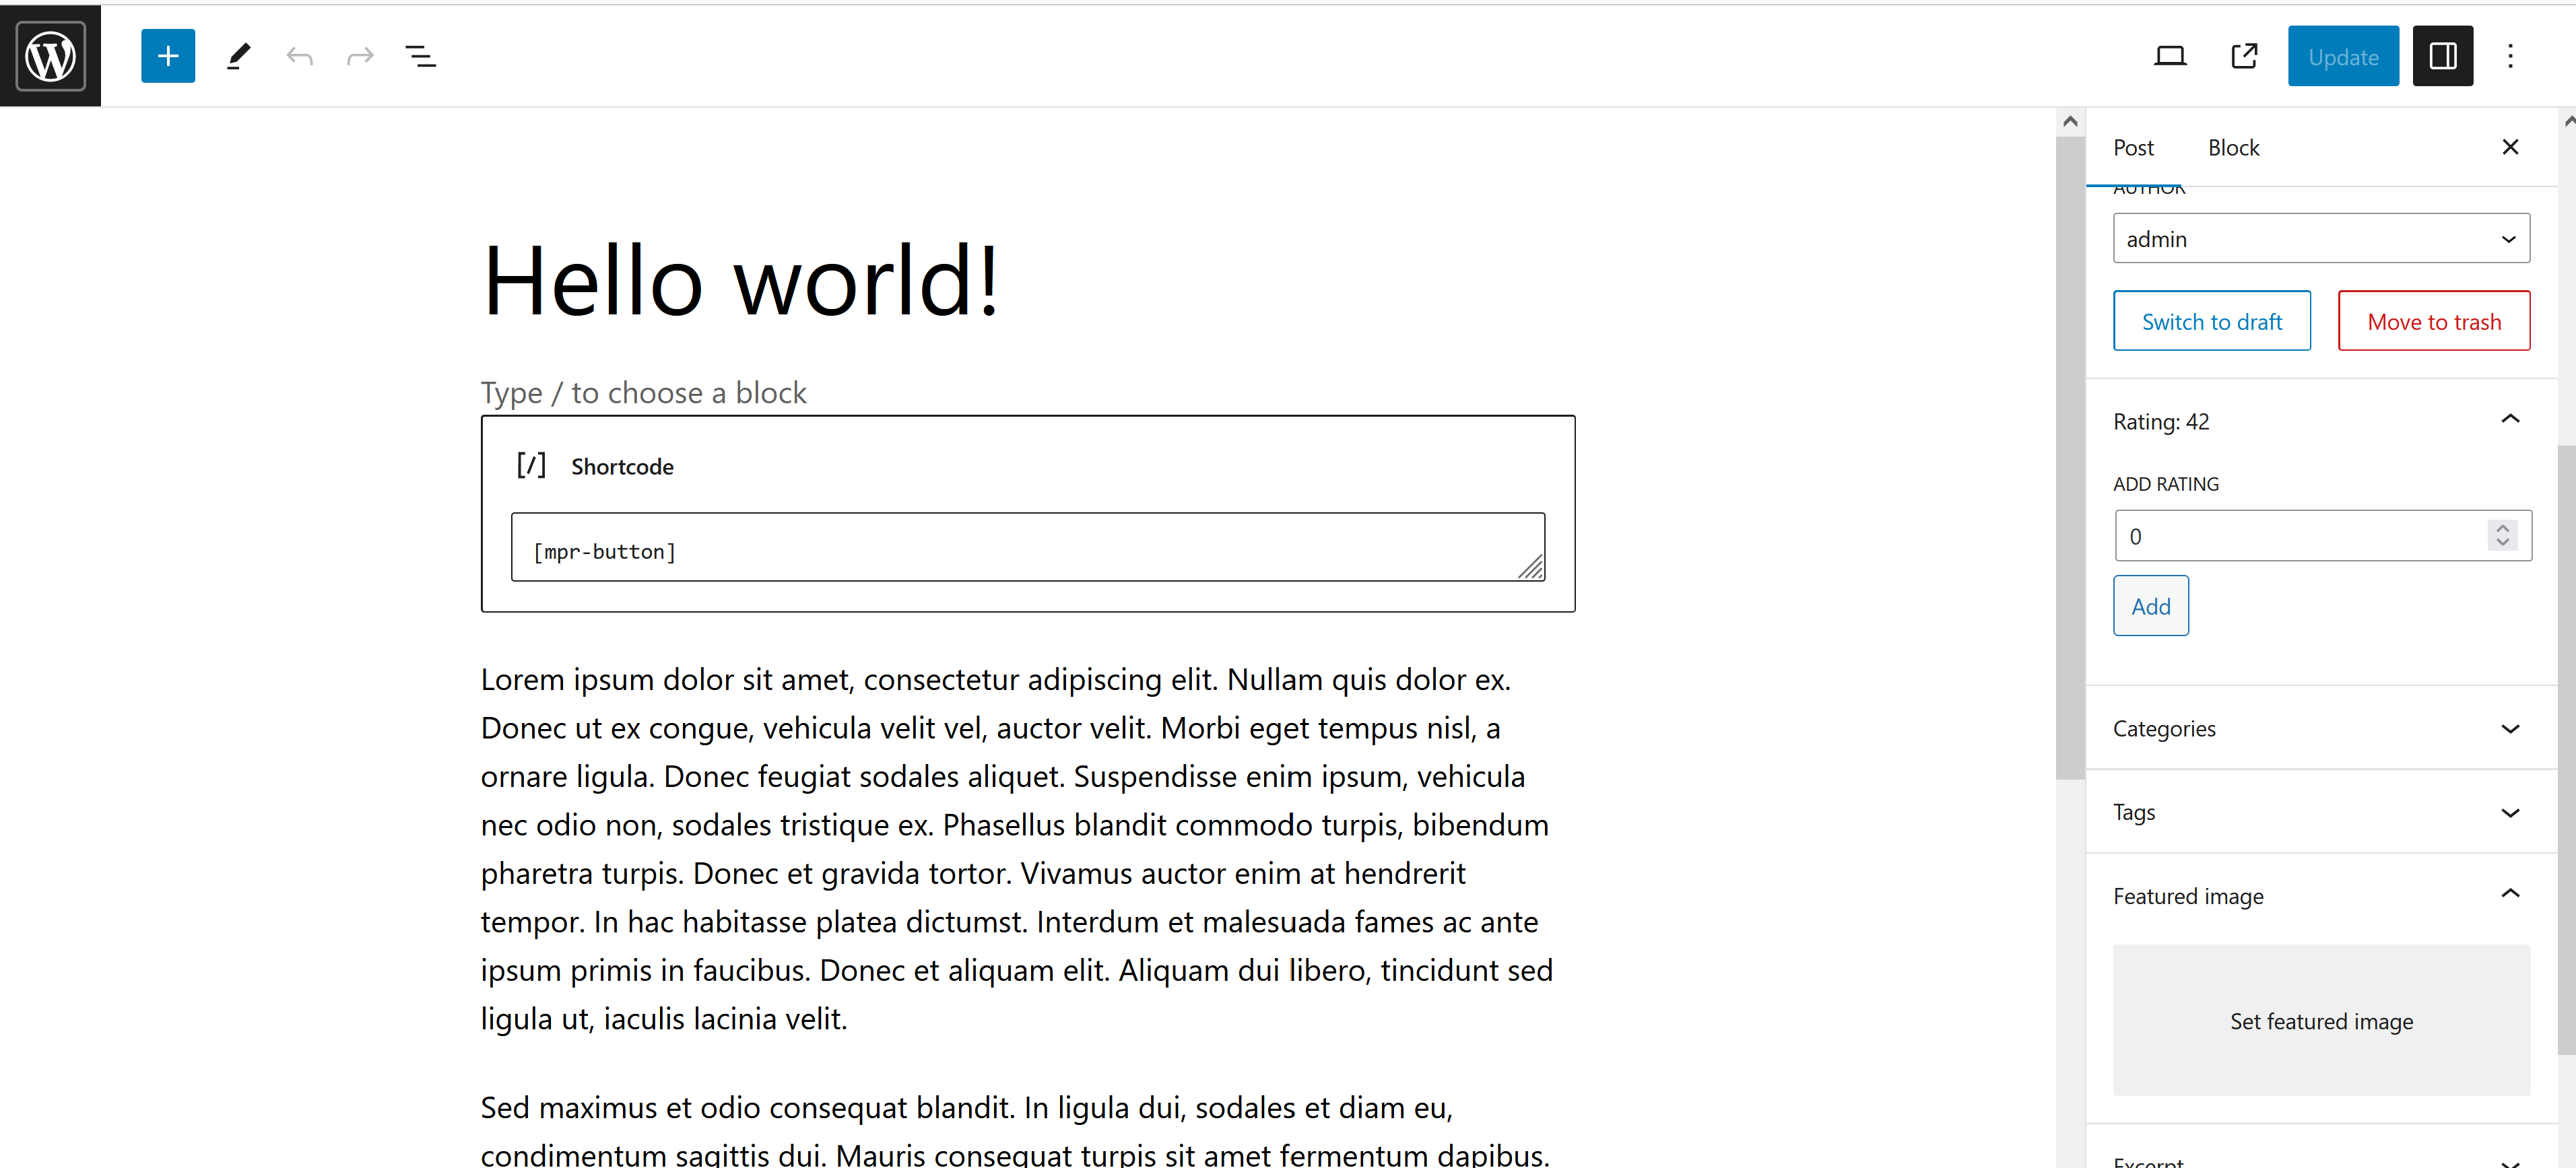 Update
Post Block
AUTHOR
admin
Switch to draft Move to trash
Rating: 42
ADD RATING
0
Add
Categories
Tags
Featured image
Set featured image
Excerpt
Hello world!
Type / to choose a block
[/] Shortcode
[mpr-button]
Lorem ipsum dolor sit amet, consectetur adipiscing elit. Nullam quis dolor ex.
Donec ut ex congue, vehicula velit vel, auctor velit. Morbi eget tempus nisl, a
ornare ligula. Donec feugiat sodales aliquet. Suspendisse enim ipsum, vehicula
nec odio non, sodales tristique ex. Phasellus blandit commodo turpis, bibendum
pharetra turpis. Donec et gravida tortor. Vivamus auctor enim at hendrerit
tempor. In hac habitasse platea dictumst. Interdum et malesuada fames ac ante
ipsum primis in faucibus. Donec et aliquam elit. Aliquam dui libero, tincidunt sed
ligula ut, iaculis lacinia velit.
Sed maximus et odio consequat blandit. In ligula dui, sodales et diam eu,
condimentum sagittis dui. Mauris consequat turpis sit amet fermentum dapibus.